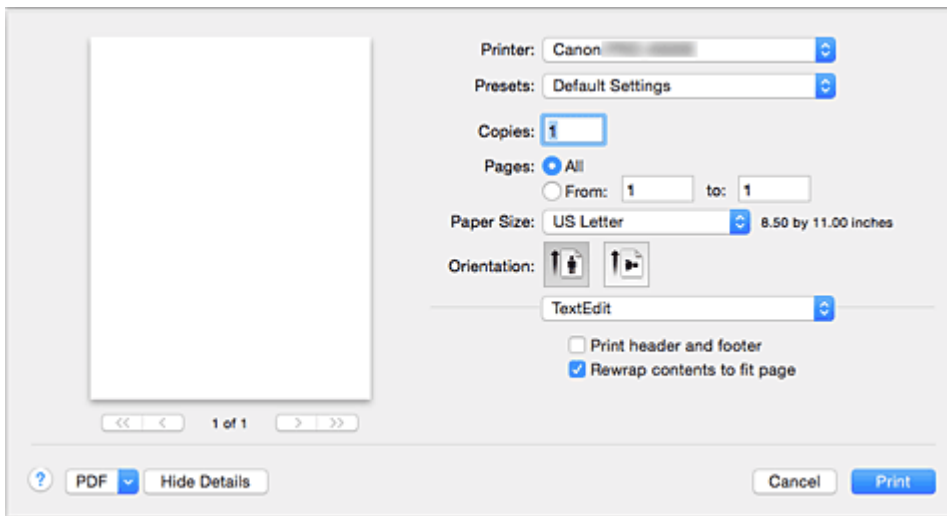 Printer: Canon
Presets: Default Settings
Copies: 1
Pages: All
From: 1 to: 1
Paper Size: US Letter 8.50 by 11.00 inches
Orientation:
TextEdit
Print header and footer
Rewrap contents to fit page
<< < 1 of 1 > >>
? PDF Hide Details Cancel Print